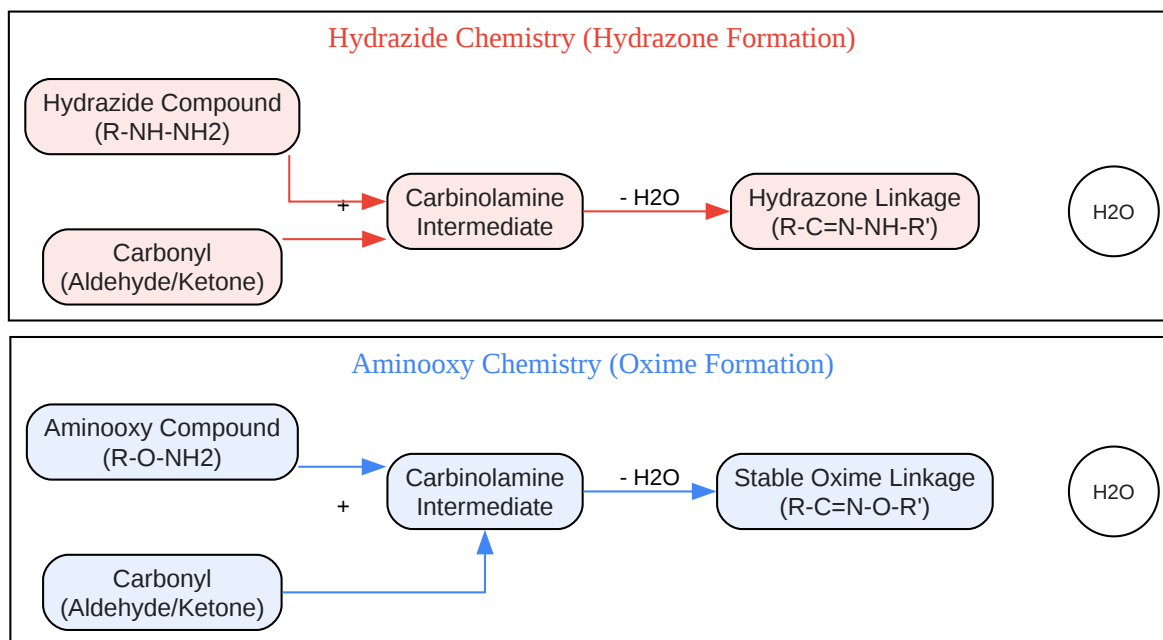 Hydrazide Chemistry (Hydrazone Formation)
Hydrazide Compound
(R-NH-NH2)
+
Carbonyl
(Aldehyde/Ketone)
Carbinolamine
Intermediate
- H2O
Hydrazone Linkage
(R-C=N-NH-R')
H2O
Aminooxy Chemistry (Oxime Formation)
Aminooxy Compound
(R-O-NH2)
+
Carbonyl
(Aldehyde/Ketone)
Carbinolamine
Intermediate
- H2O
Stable Oxime Linkage
(R-C=N-O-R')
H2O